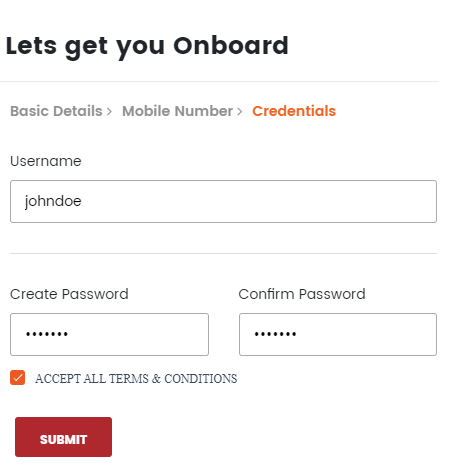 Lets get you Onboard
Basic Details > Mobile Number > Credentials
Username
johndoe
Create Password Confirm Password
••••••• •••••••
ACCEPT ALL TERMS & CONDITIONS
SUBMIT